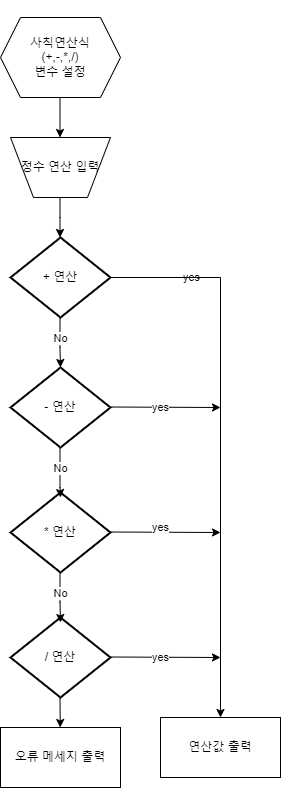 사칙연산식
(+,-,*,/)
변수 설정
정수 연산 입력
+ 연산
yes
No
- 연산
yes
No
* 연산
yes
No
/ 연산
yes
오류 메세지 출력
연산값 출력